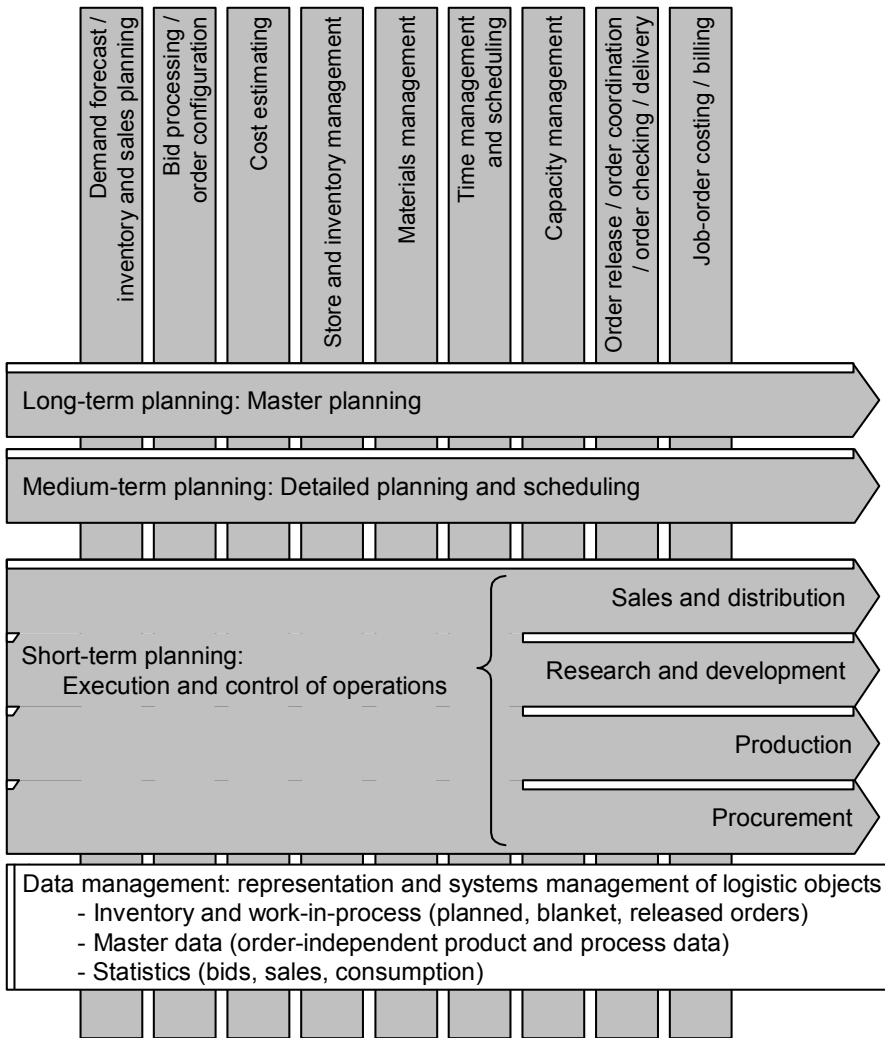 Demand forecast /
inventory and sales planning
Bid processing /
order configuration
Cost estimating
Store and inventory management
Materials management
Time management
and scheduling
Capacity management
Order release / order coordination
/ order checking / delivery
Job-order costing / billing
Long-term planning: Master planning
Medium-term planning: Detailed planning and scheduling
Sales and distribution
Short-term planning:
Execution and control of operations
Research and development
Production
Procurement
Data management: representation and systems management of logistic objects
- Inventory and work-in-process (planned, blanket, released orders)
- Master data (order-independent product and process data)
- Statistics (bids, sales, consumption)